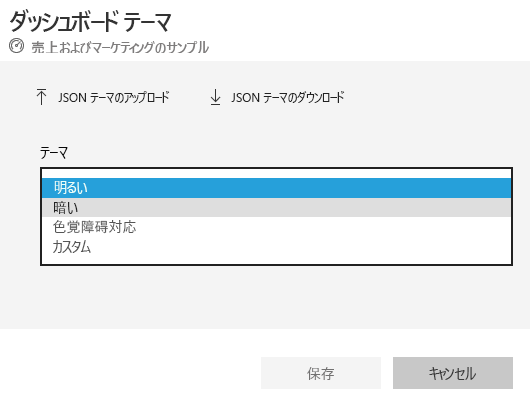 ダッシュボード テーマ
売上およびマーケティングのサンプル
JSON テーマのアップロード JSON テーマのダウンロード
テーマ
明るい
暗い
色覚障碍対応
カスタム
保存 キャンセル